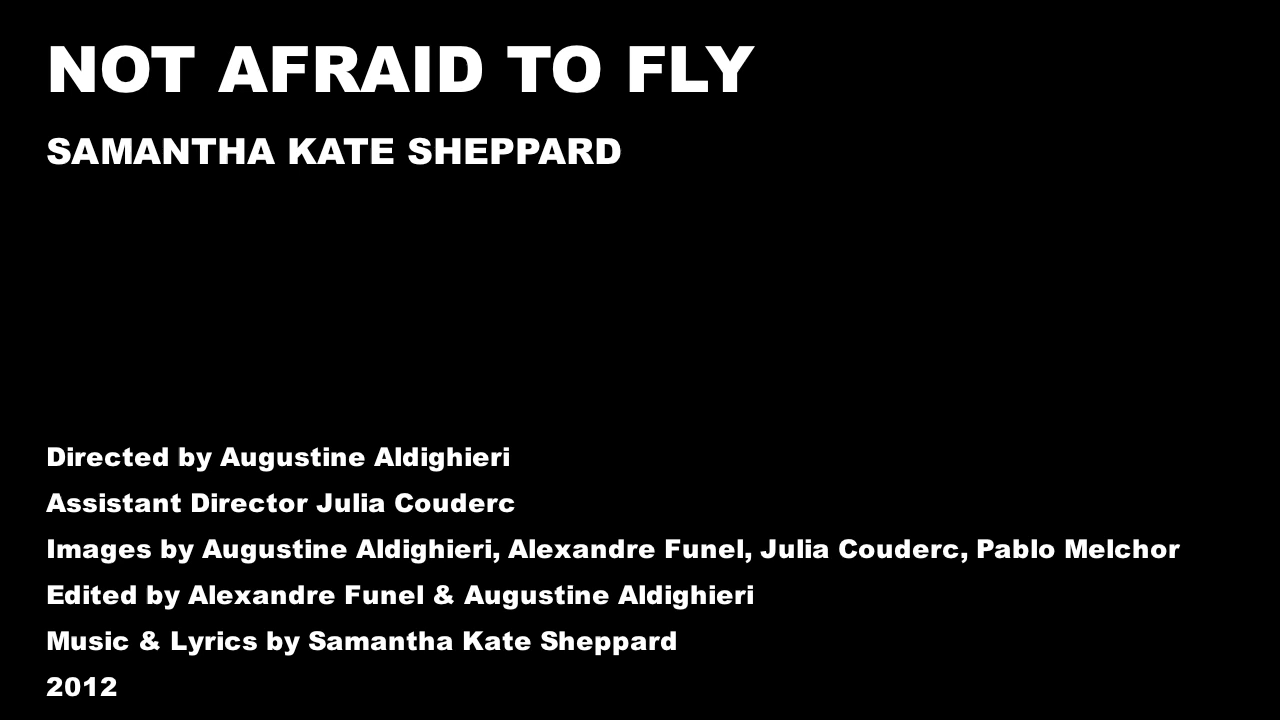 NOT AFRAID TO FLY
SAMANTHA KATE SHEPPARD
Directed by Augustine Aldighieri
Assistant Director Julia Couderc
Images by Augustine Aldighieri, Alexandre Funel, Julia Couderc, Pablo Melchor
Edited by Alexandre Funel & Augustine Aldighieri
Music & Lyrics by Samantha Kate Sheppard
2012